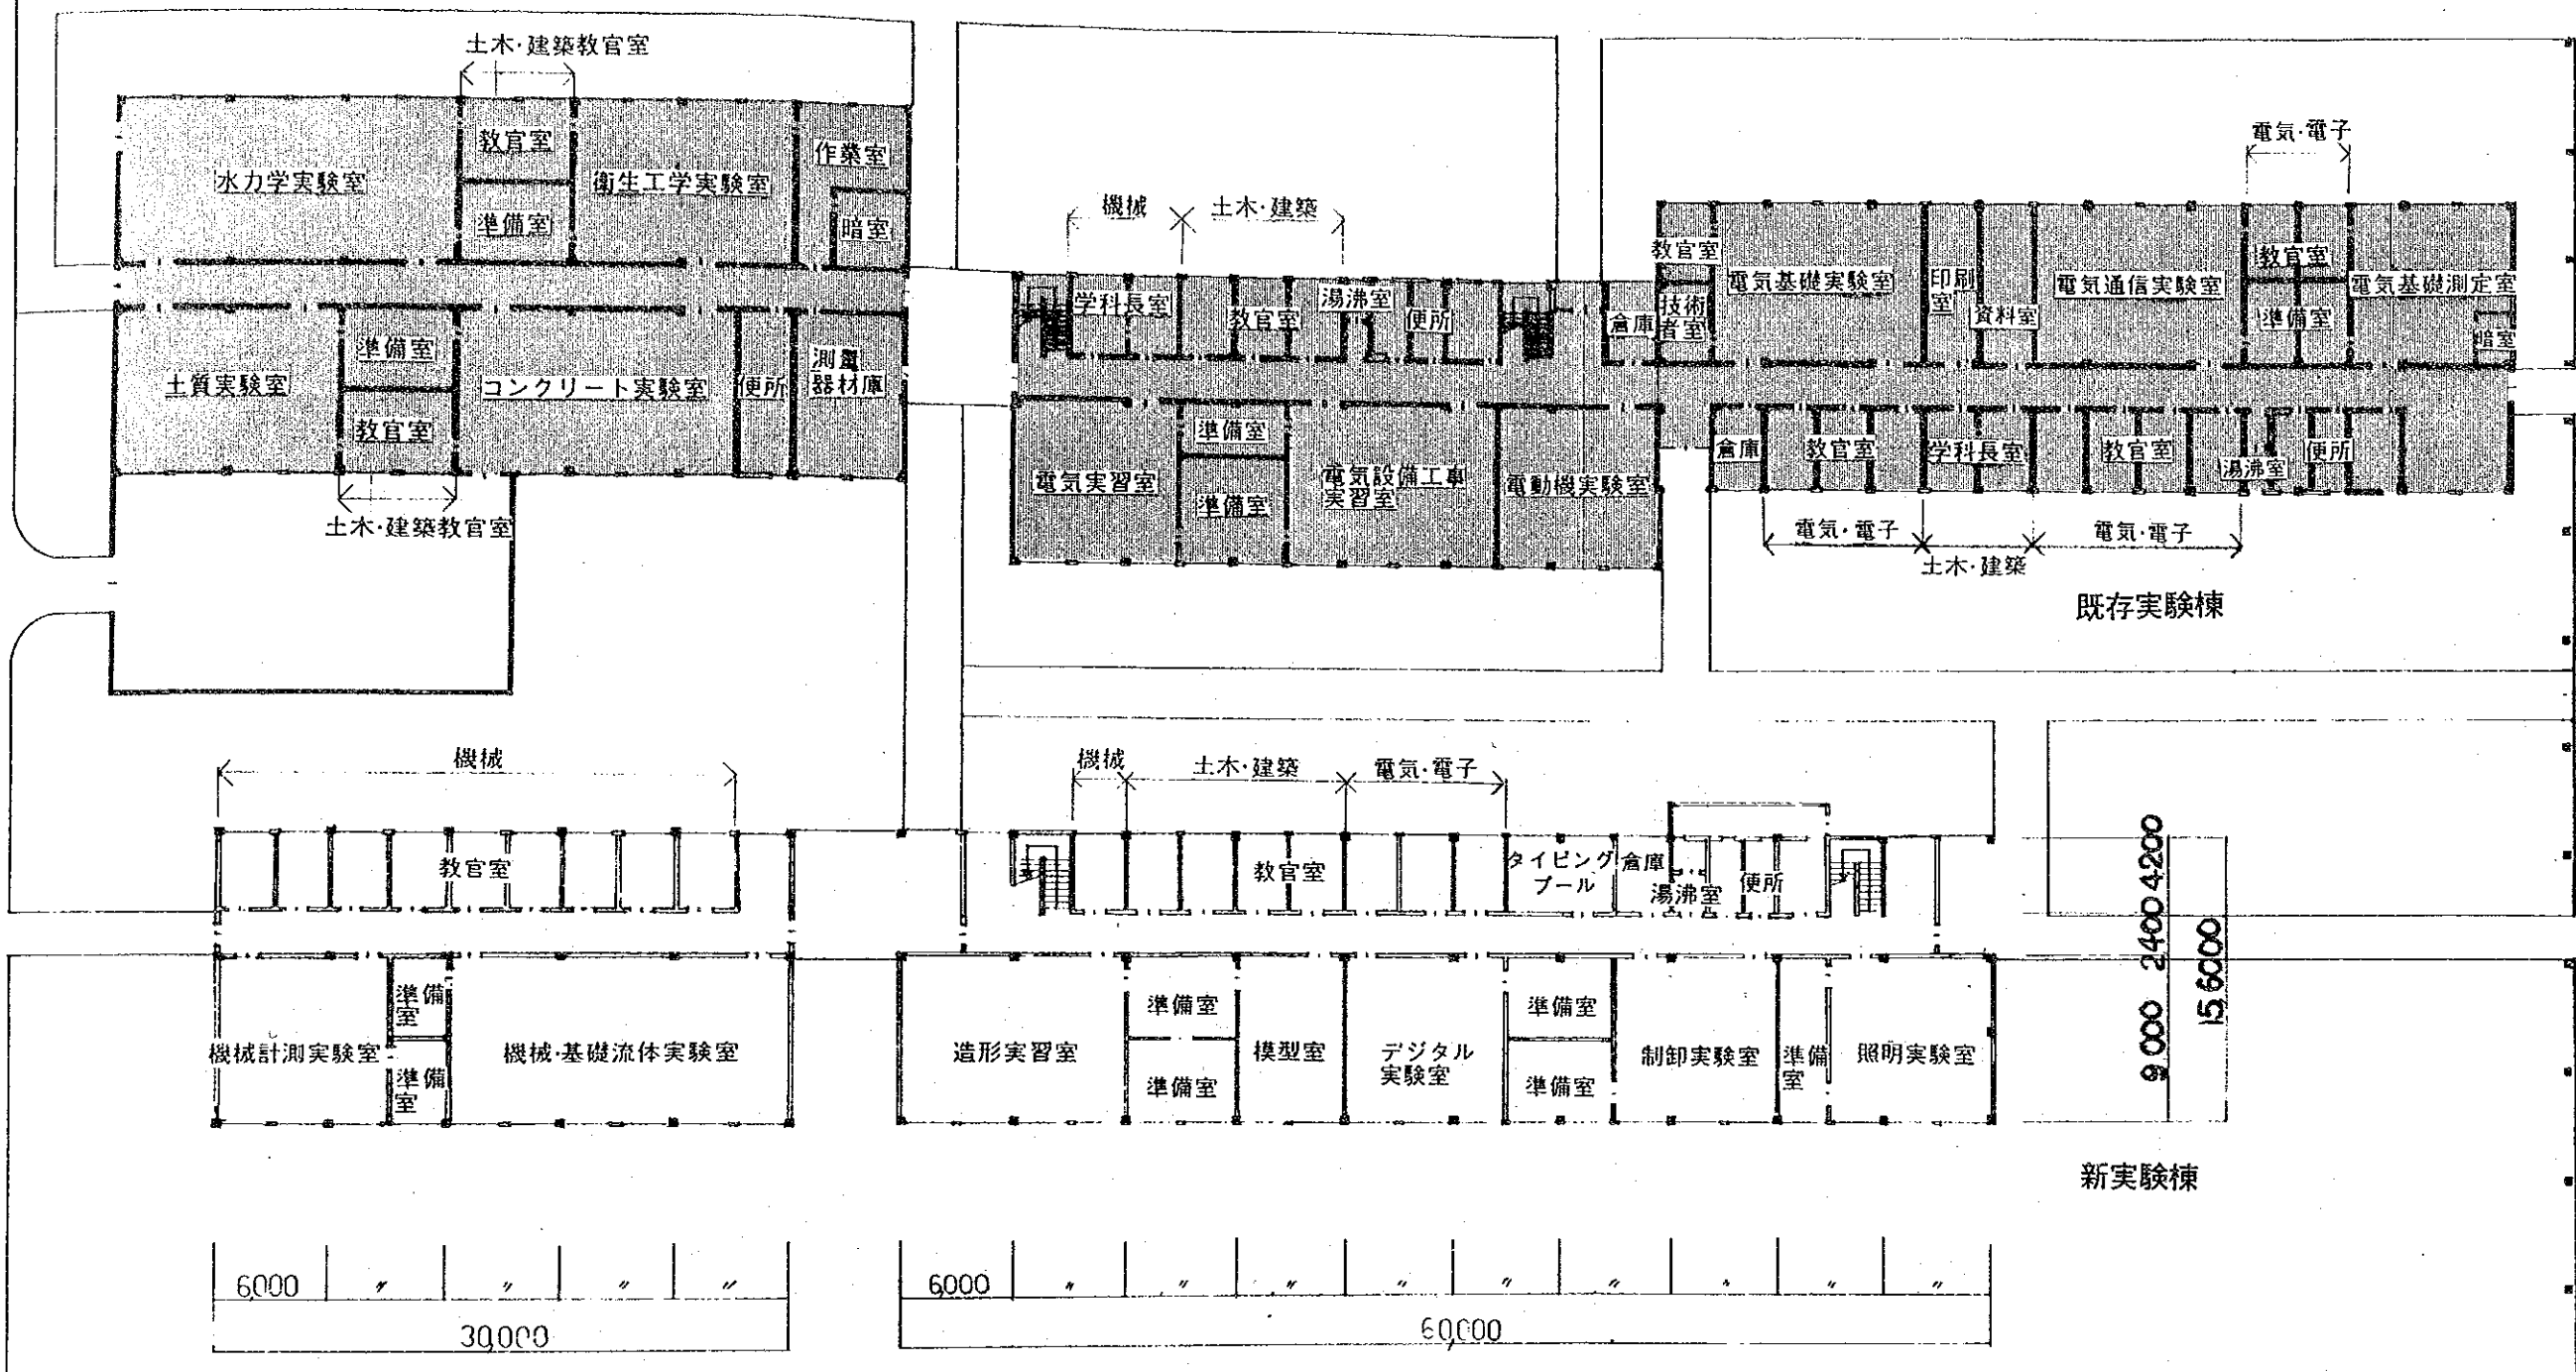 土木・建築教官室
教官室
水力学実験室
準備室
衛生工学実験室
作業室
暗室
土質実験室
準備室
教官室
コンクリート実験室
便所
測量
器材庫
土木・建築教官室
機械
土木・建築
学科長室
教官室
湯沸室
便所
倉庫
電気実習室
準備室
準備室
電気設備工事
実習室
電動機実験室
電気・電子
教官室
技術
者室
電気基礎実験室
印刷
室
資料室
電気通信実験室
教官室
準備室
電気基礎測定室
暗室
倉庫
教官室
学科長室
教官室
湯沸室
便所
電気・電子
土木・建築
電気・電子
既存実験棟
機械
教官室
機械計測実験室
準備
室
準備
室
機械・基礎流体実験室
機械
土木・建築
電気・電子
教官室
タイピング
プール
倉庫
湯沸室
便所
造形実習室
準備室
準備室
模型室
デジタル
実験室
準備室
準備室
制卸実験室
準備
室
照明実験室
4200
2400
9000
15,6000
新実験棟
6,000 〃 〃 〃 〃
30,000
6,000 〃 〃 〃 〃 〃 〃 〃 〃 〃
60,000